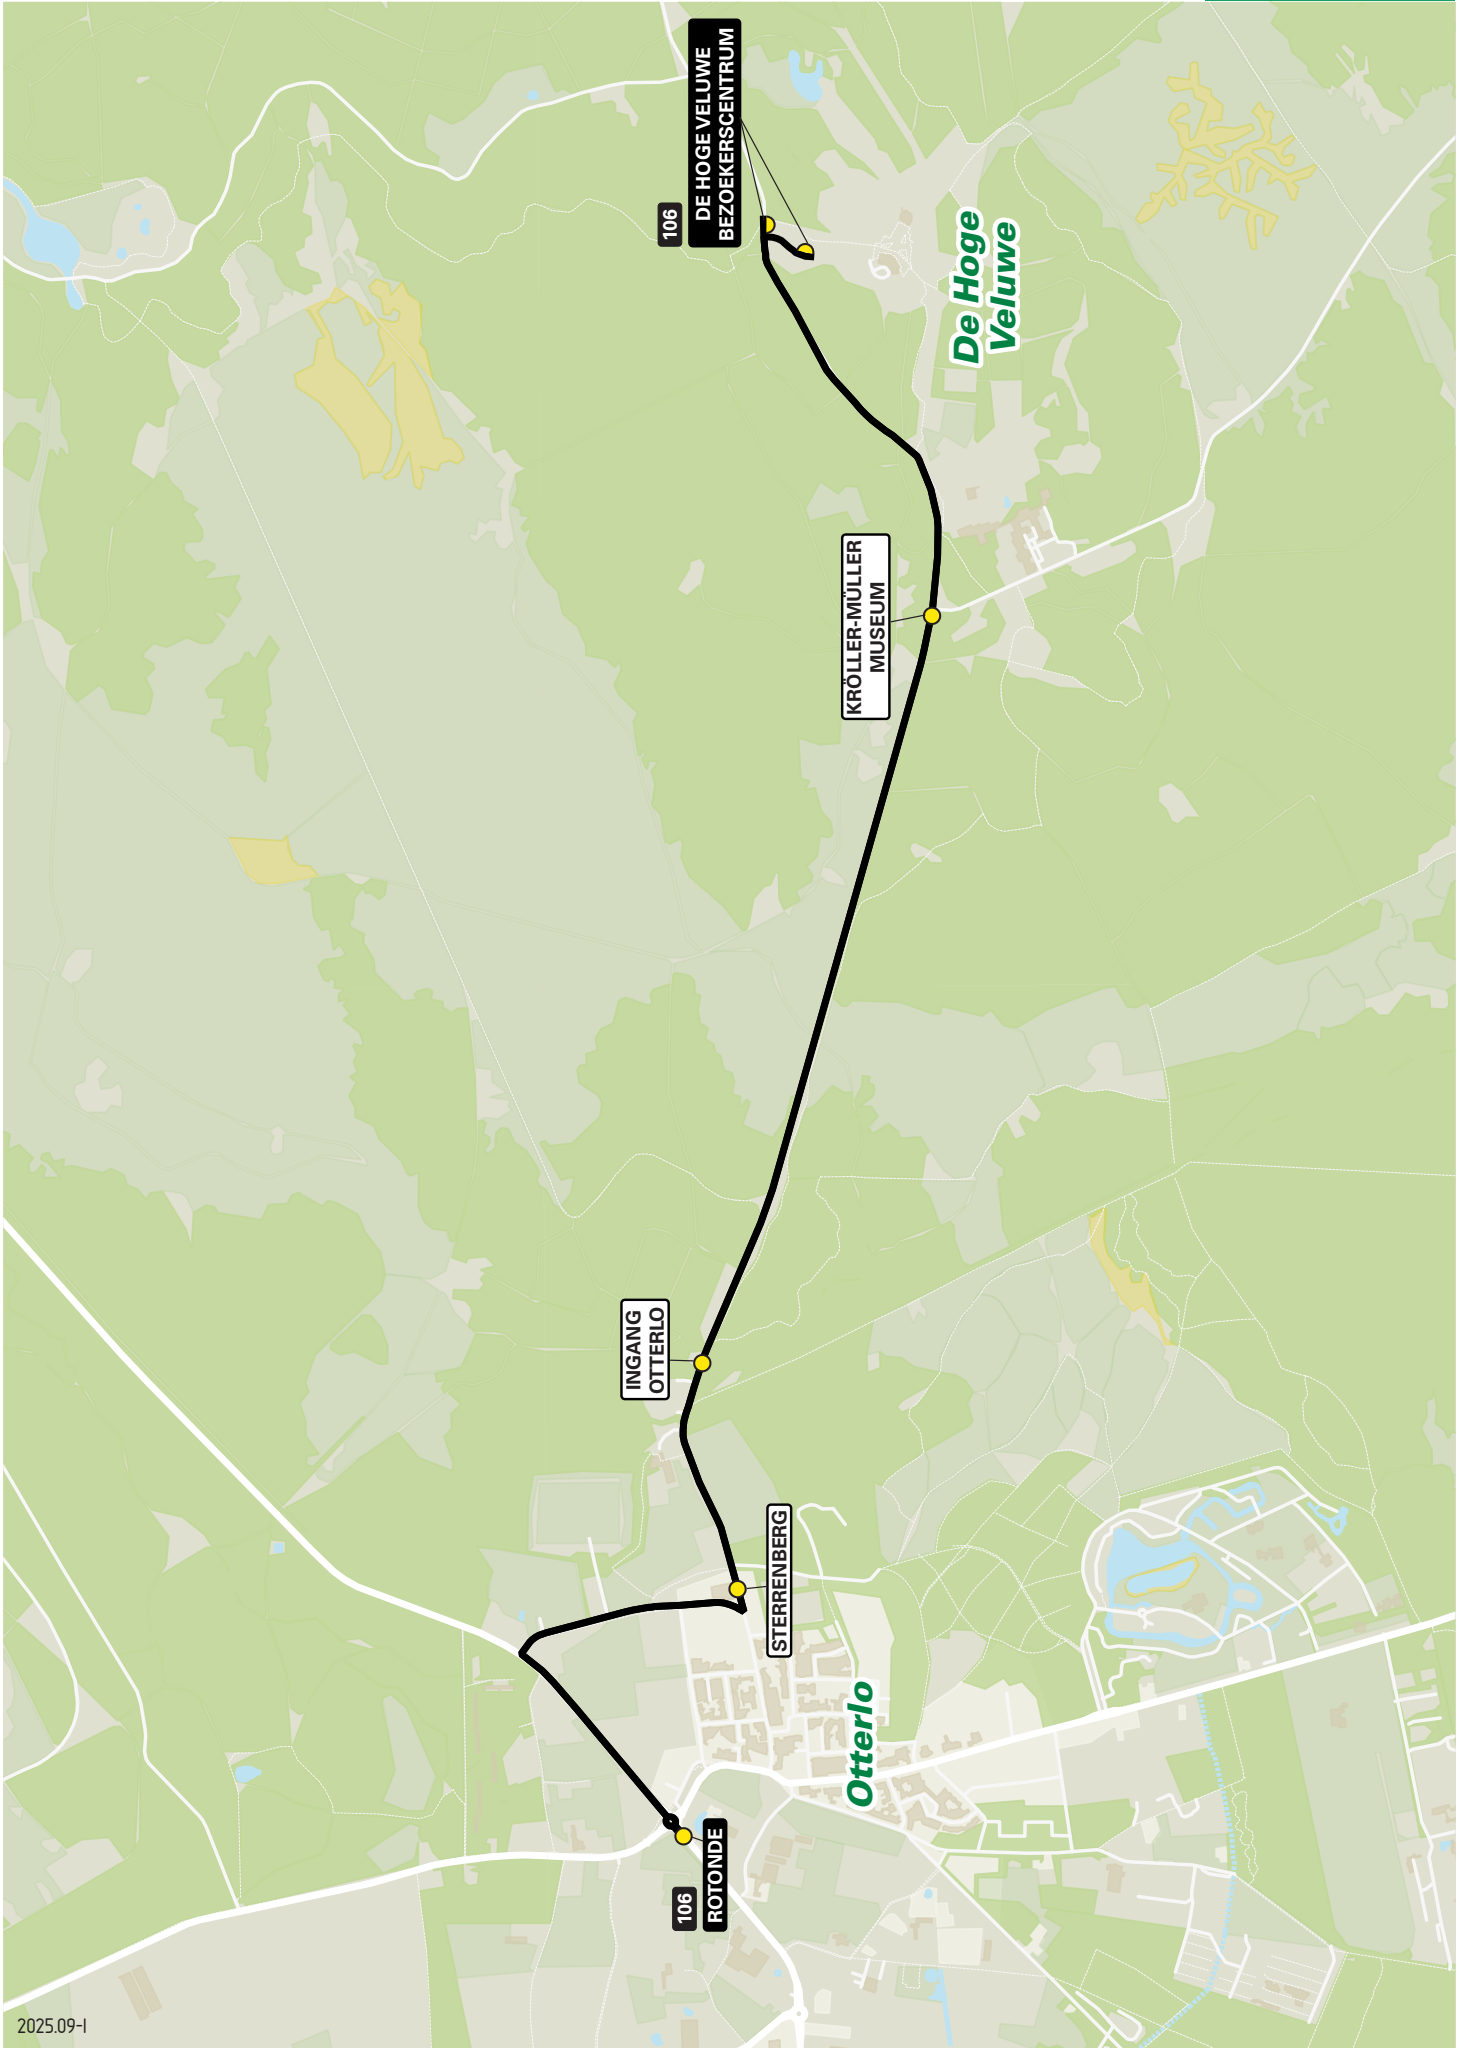 106
DE HOGE VELUWE
BEZOEKERSCENTRUM
De Hoge
Veluwe
KRÖLLER-MÜLLER
MUSEUM
INGANG
OTTERLO
STERRENBERG
Otterlo
106
ROTONDE
2025.09-I